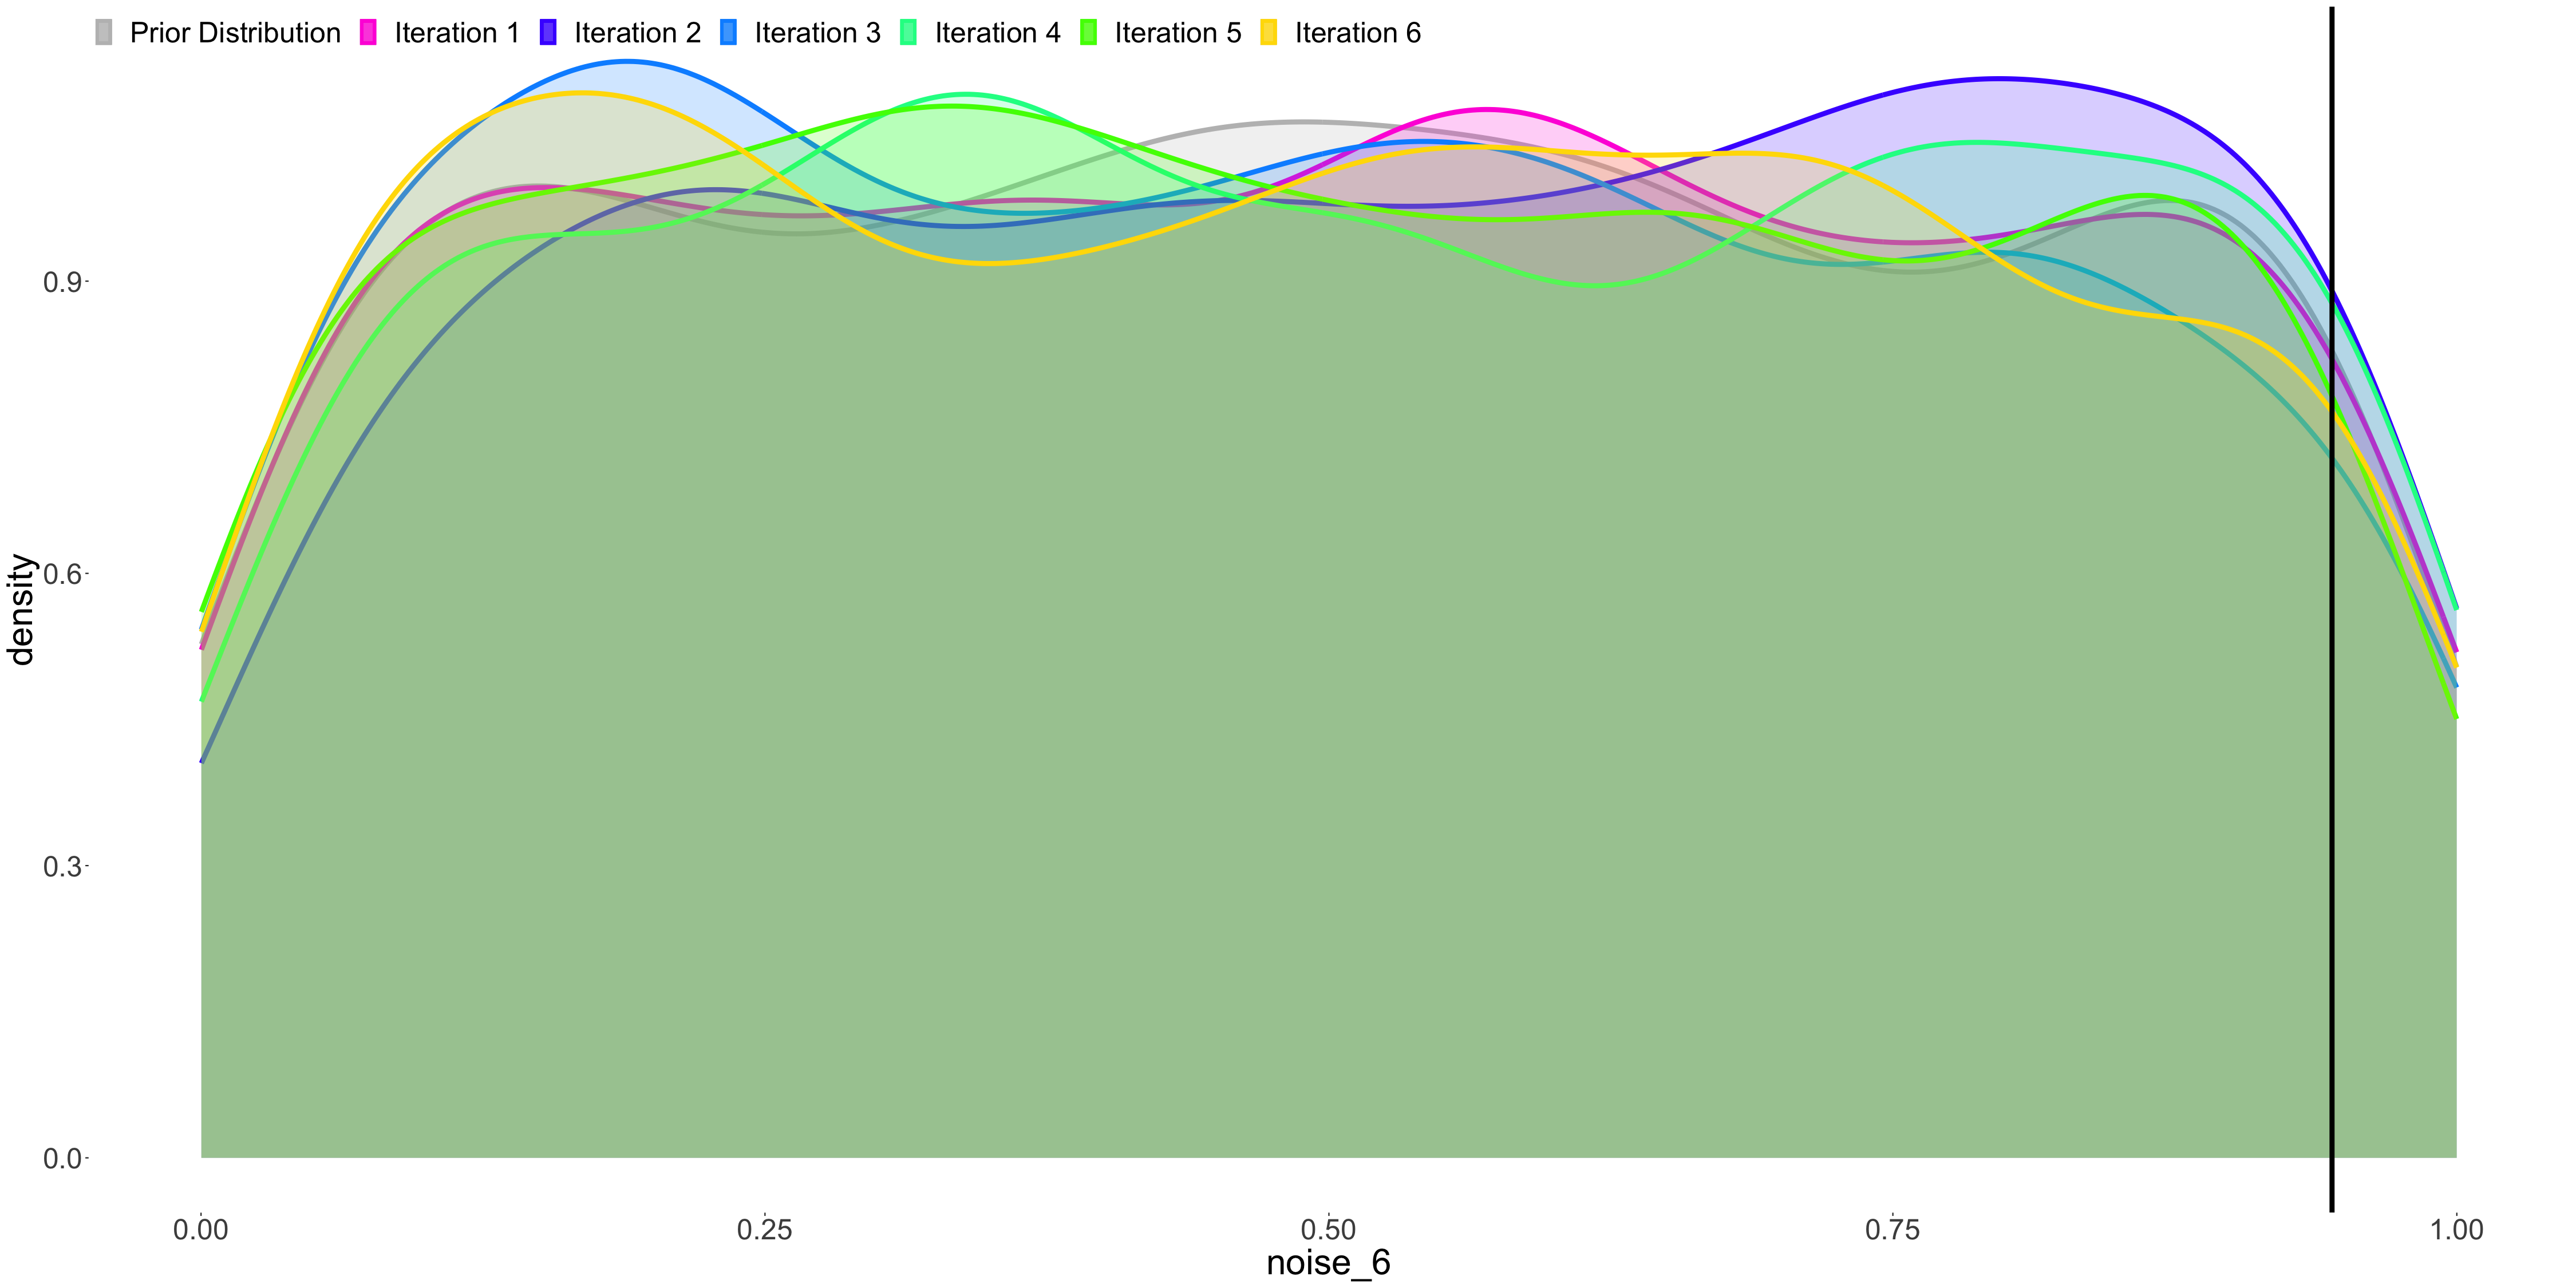 Prior Distribution Iteration 1 Iteration 2 Iteration 3 Iteration 4 Iteration 5 Iteration 6
density
0.9
0.6
0.3
0.0
0.00 0.25 0.50 0.75 1.00
noise_6